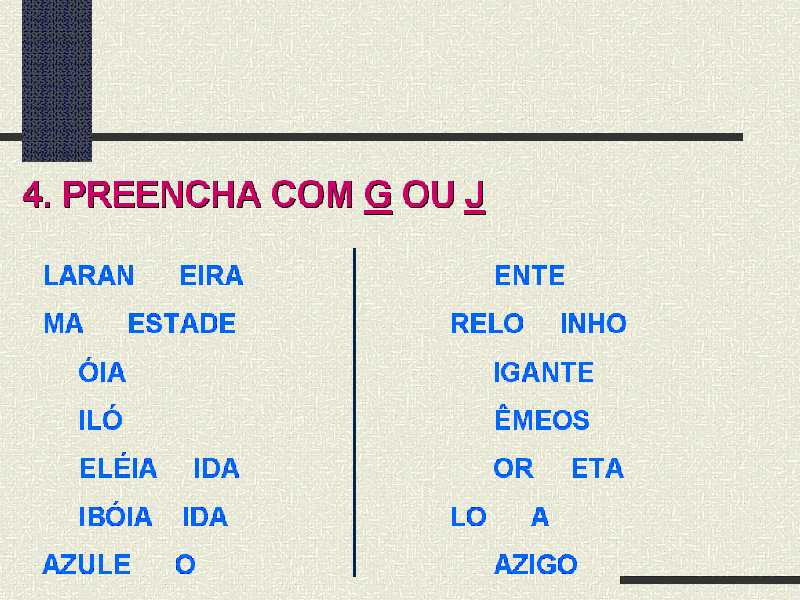 4. PREENCHA COM G OU J
LARAN EIRA
MA ESTADE
ÓIA
ILÓ
ELÉIA IDA
IBÓIA IDA
AZULE O
ENTE
RELO INHO
IGANTE
ÊMEOS
OR ETA
LO A
AZIGO